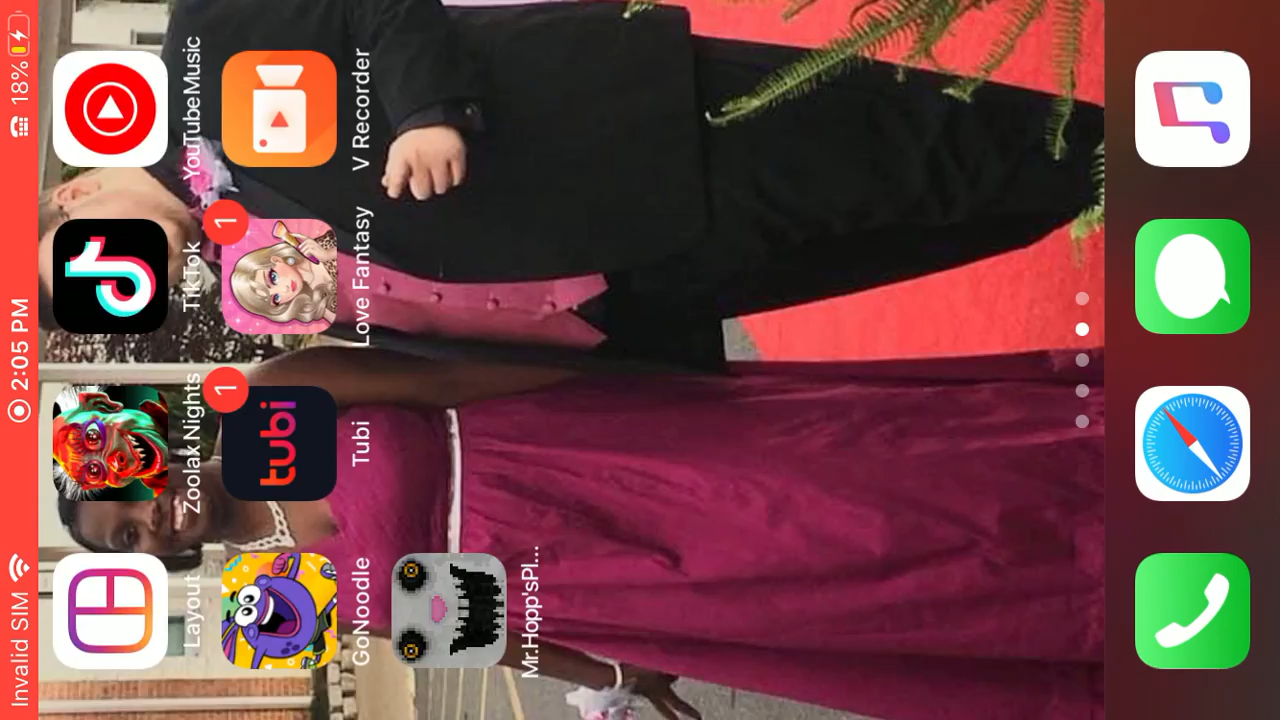 Invalid SIM 2:05 PM 18%
Layout Zoolax Nights TikTok YouTube Music
1 1
tubi
GoNoodle Tubi Love Fantasy V Recorder
Mr.Hopp'sPl...